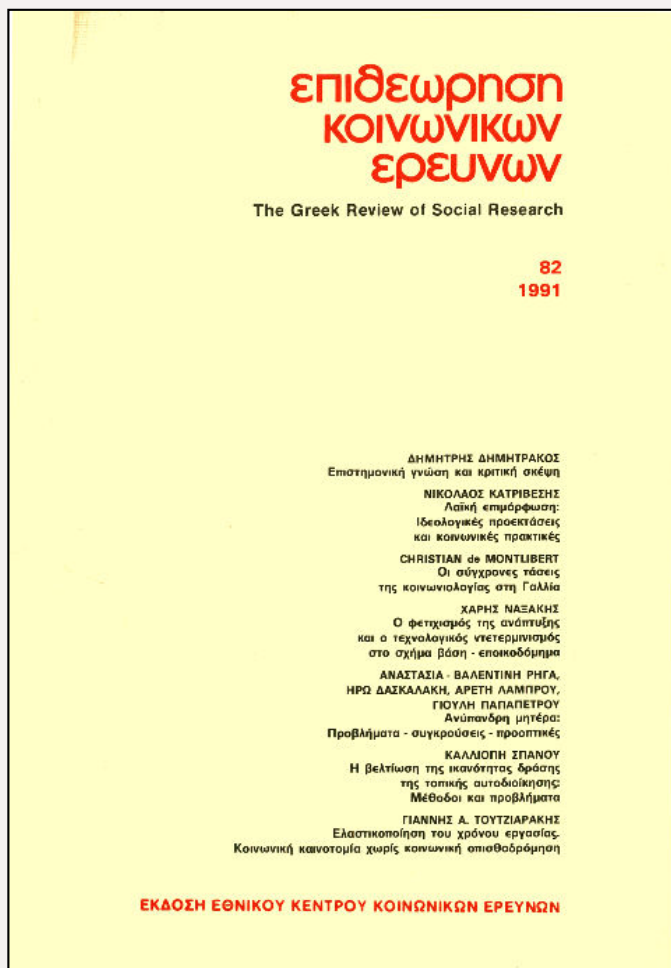 επιθεωρηση
κοινωνικων
ερευνων
The Greek Review of Social Research
82
1991
ΔΗΜΗΤΡΗΣ ΔΗΜΗΤΡΑΚΟΣ
Επιστημονική γνώση και κριτική σκέψη
ΝΙΚΟΛΑΟΣ ΚΑΤΡΙΒΕΣΗΣ
Λαϊκή επιμόρφωση:
Ιδεολογικές προεκτάσεις
και κοινωνικές πρακτικές
CHRISTIAN de MONTLIBERT
Οι σύγχρονες τάσεις
της κοινωνιολογίας στη Γαλλία
ΧΑΡΗΣ ΝΑΞΑΚΗΣ
Ο φετιχισμός της ανάπτυξης
και ο τεχνολογικός ντετερμινισμός
στο σχήμα βάση - εποικοδόμημα
ΑΝΑΣΤΑΣΙΑ - ΒΑΛΕΝΤΙΝΗ ΡΗΓΑ,
ΗΡΩ ΔΑΣΚΑΛΑΚΗ, ΑΡΕΤΗ ΛΑΜΠΡΟΥ,
ΓΙΟΥΛΗ ΠΑΠΑΠΕΤΡΟΥ
Ανύπανδρη μητέρα:
Προβλήματα - συγκρούσεις - προοπτικές
ΚΑΛΛΙΟΠΗ ΣΠΑΝΟΥ
Η βελτίωση της ικανότητας δράσης
της τοπικής αυτοδιοίκησης:
Μέθοδοι και προβλήματα
ΓΙΑΝΝΗΣ Α. ΤΟΥΤΖΙΑΡΑΚΗΣ
Ελαστικοποίηση του χρόνου εργασίας.
Κοινωνική καινοτομία χωρίς κοινωνική οπισθοδρόμηση
ΕΚΔΟΣΗ ΕΘΝΙΚΟΥ ΚΕΝΤΡΟΥ ΚΟΙΝΩΝΙΚΩΝ ΕΡΕΥΝΩΝ